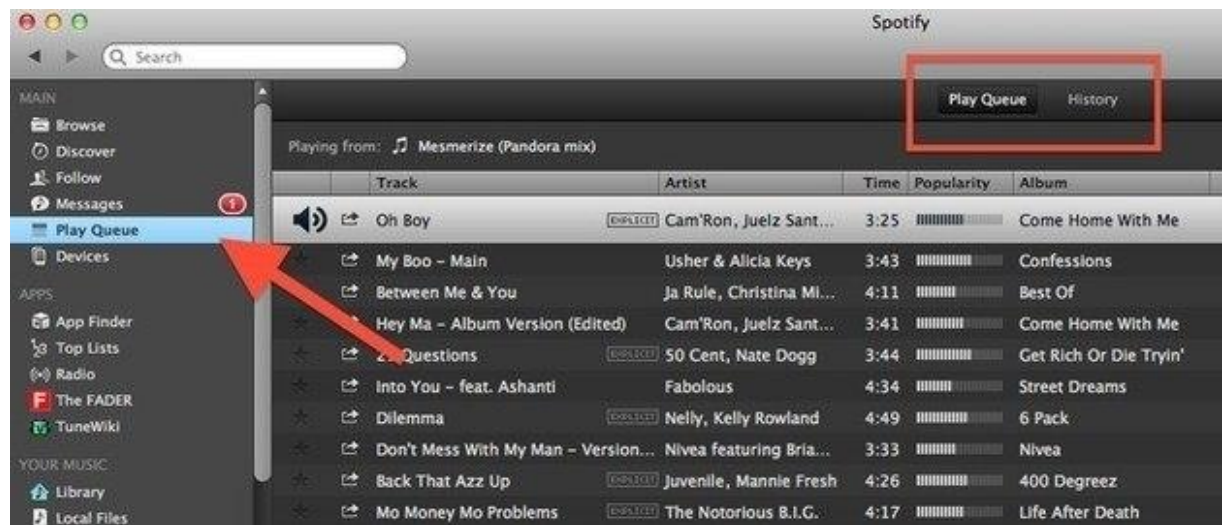 Spotify
Search
Play Queue History
MAIN
Browse
Discover
Follow
Messages 1
Play Queue
Devices
APPS
App Finder
Top Lists
Radio
The FADER
TuneWiki
YOUR MUSIC
Library
Local Files
Playing from: Mesmerize (Pandora mix)
Track Artist Time Popularity Album
Oh Boy EXPLICIT Cam'Ron, Juelz Sant... 3:25 Come Home With Me
My Boo – Main Usher & Alicia Keys 3:43 Confessions
Between Me & You Ja Rule, Christina Mi... 4:11 Best Of
Hey Ma – Album Version (Edited) Cam'Ron, Juelz Sant... 3:41 Come Home With Me
Questions EXPLICIT 50 Cent, Nate Dogg 3:44 Get Rich Or Die Tryin'
Into You – feat. Ashanti Fabolous 4:34 Street Dreams
Dilemma EXPLICIT Nelly, Kelly Rowland 4:49 6 Pack
Don't Mess With My Man – Version... Nivea featuring Bria... 3:33 Nivea
Back That Azz Up EXPLICIT Juvenile, Mannie Fresh 4:26 400 Degreez
Mo Money Mo Problems EXPLICIT The Notorious B.I.G. 4:17 Life After Death